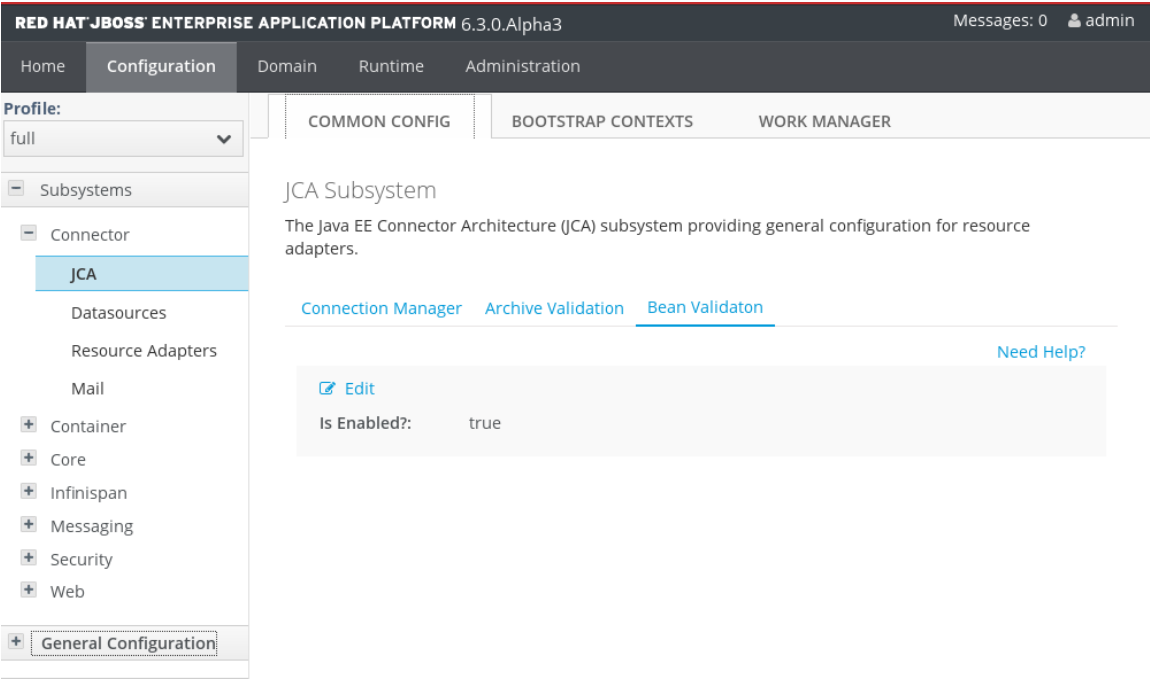 RED HAT JBOSS ENTERPRISE APPLICATION PLATFORM 6.3.0.Alpha3
Messages: 0 admin
Home Configuration Domain Runtime Administration
Profile:
full
Subsystems
Connector
JCA
Datasources
Resource Adapters
Mail
Container
Core
Infinispan
Messaging
Security
Web
General Configuration
COMMON CONFIG BOOTSTRAP CONTEXTS WORK MANAGER
JCA Subsystem
The Java EE Connector Architecture (JCA) subsystem providing general configuration for resource
adapters.
Connection Manager Archive Validation Bean Validaton
Need Help?
Edit
Is Enabled?: true